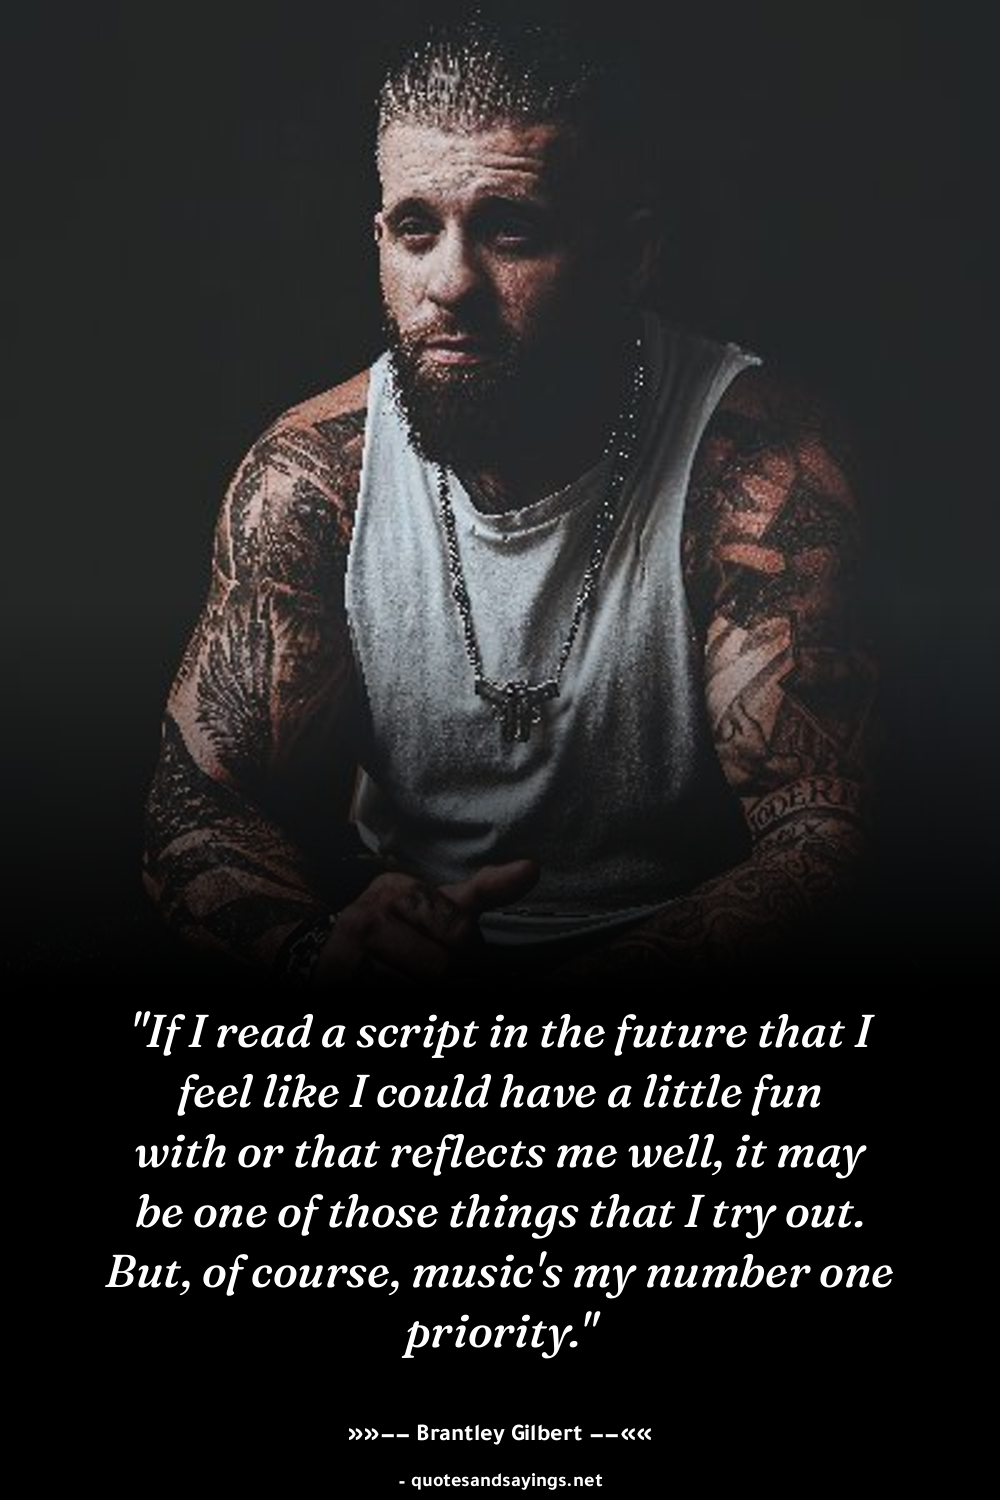 "If I read a script in the future that I
feel like I could have a little fun
with or that reflects me well, it may
be one of those things that I try out.
But, of course, music's my number one
priority."
»»−− Brantley Gilbert −−««
- quotesandsayings.net